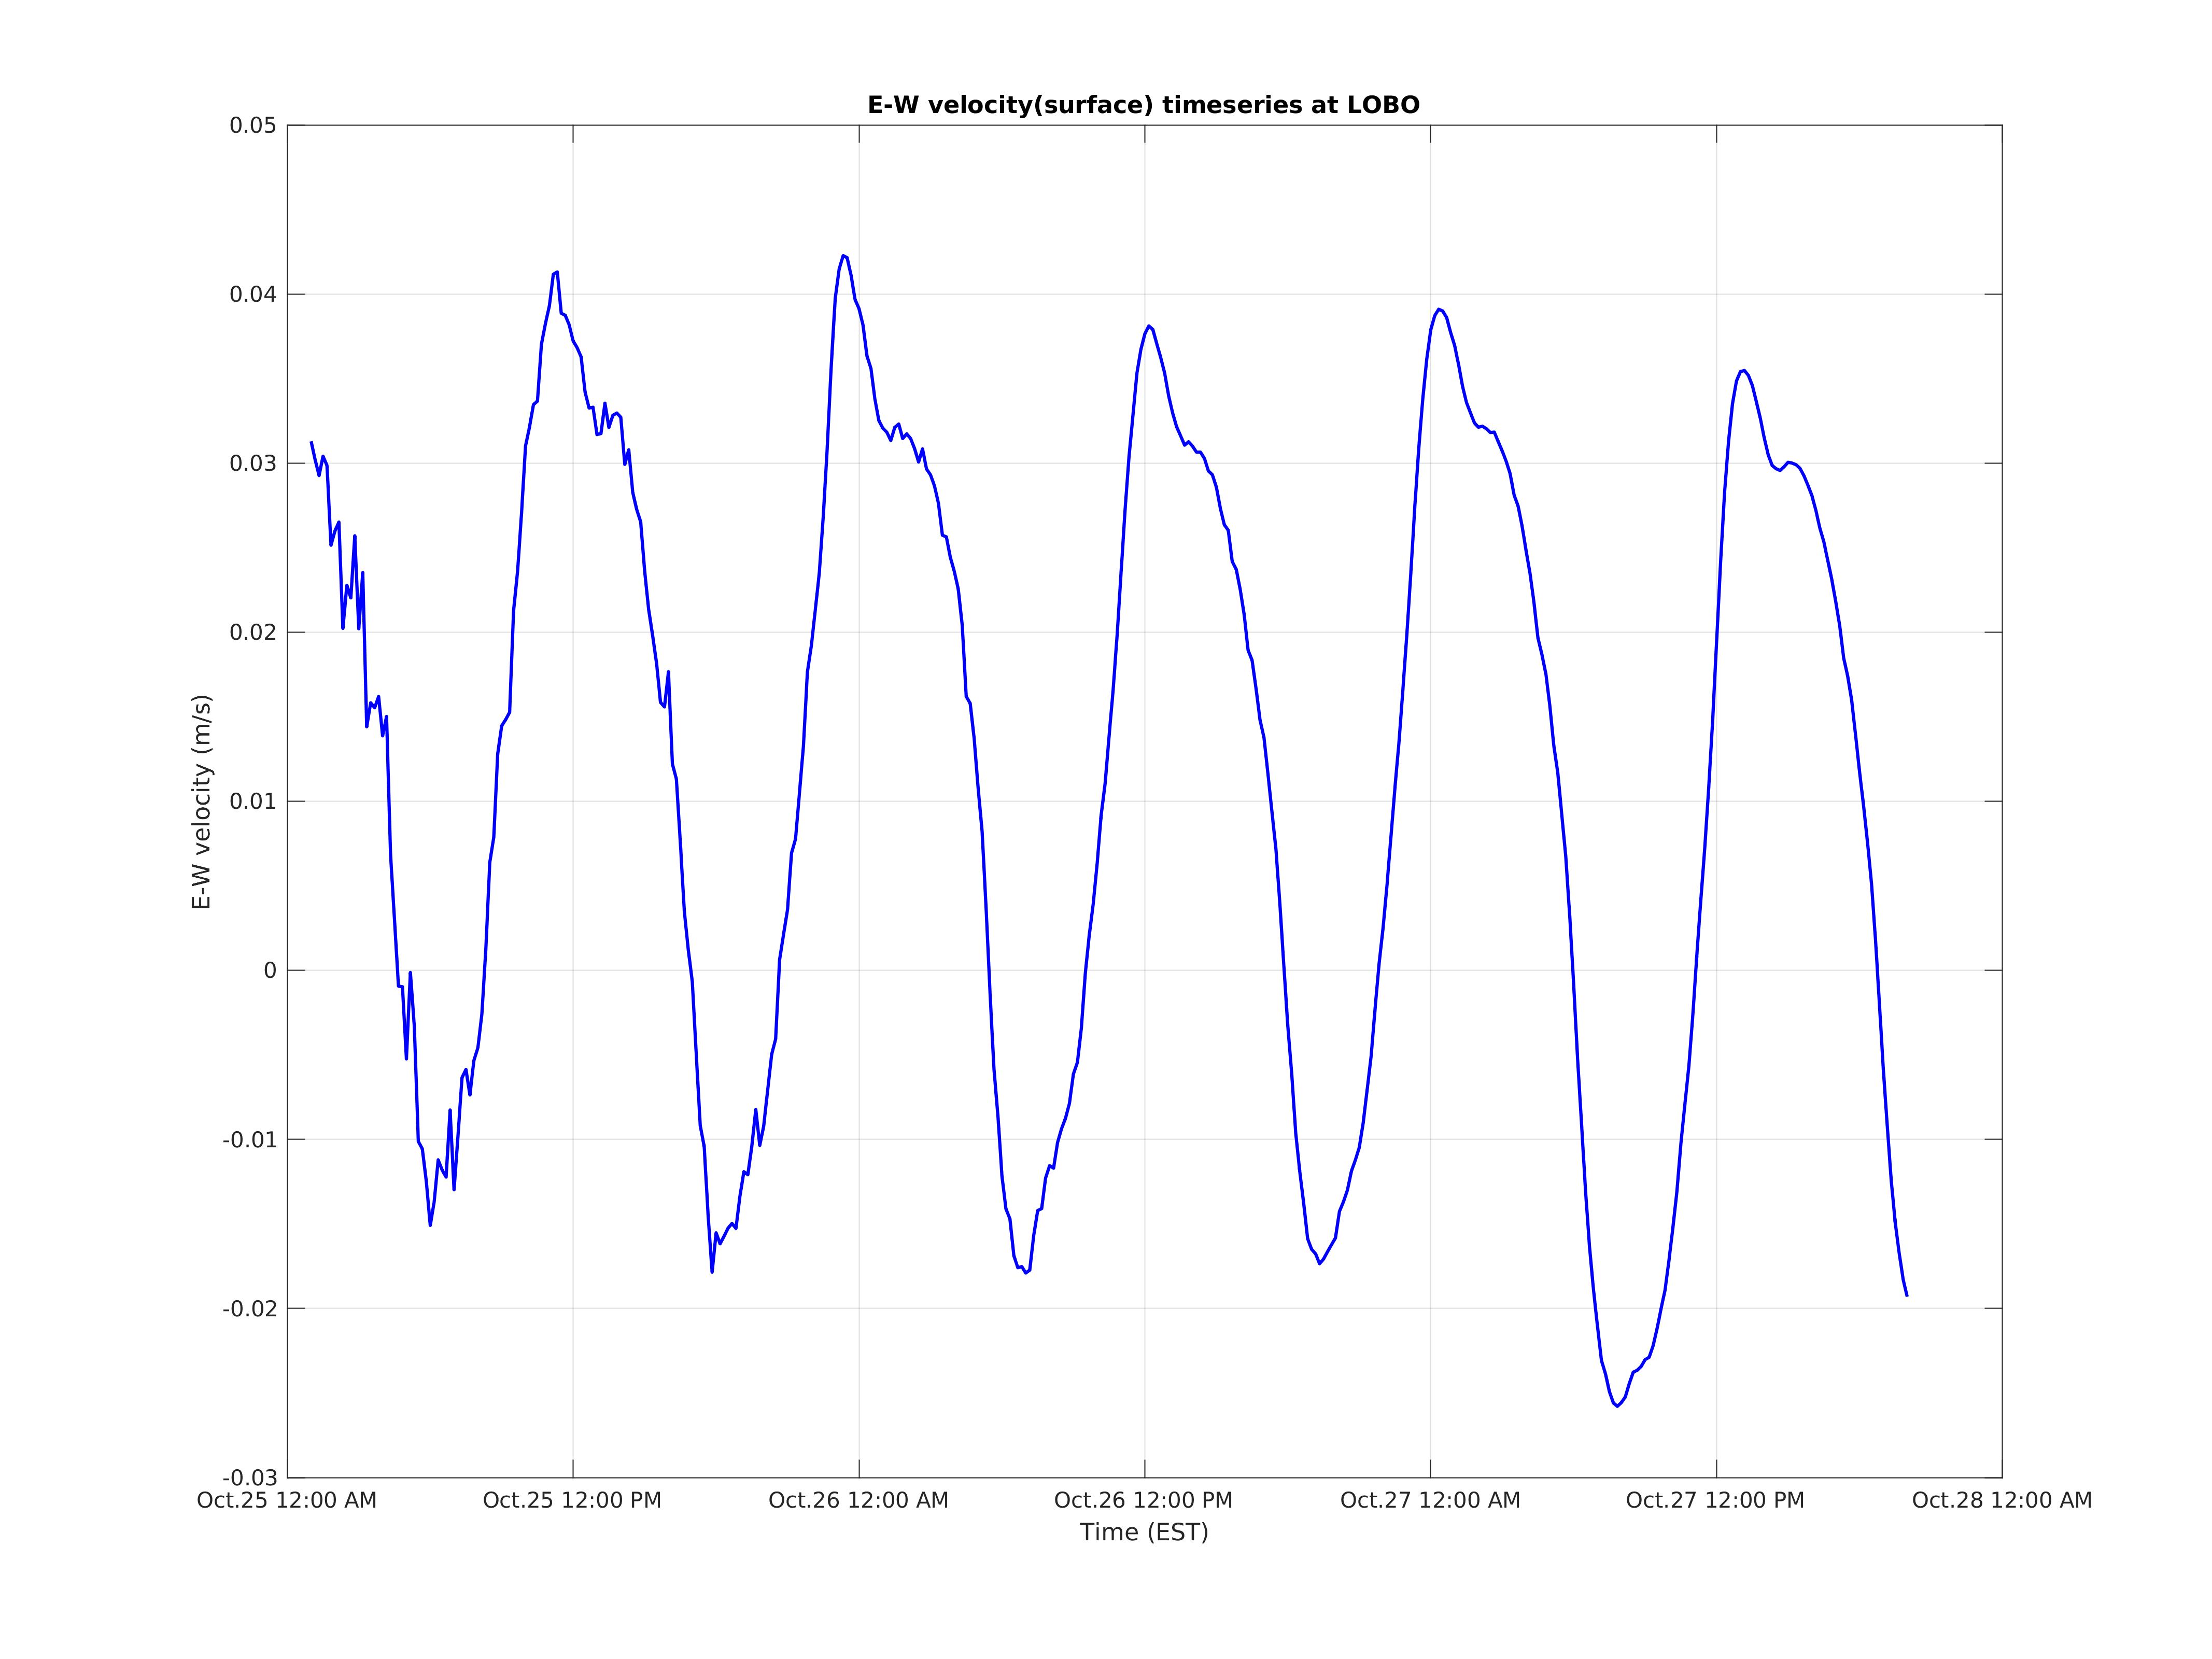 E-W velocity(surface) timeseries at LOBO
0.05
0.04
0.03
0.02
0.01
0
-0.01
-0.02
-0.03
E-W velocity (m/s)
Oct.25 12:00 AM Oct.25 12:00 PM Oct.26 12:00 AM Oct.26 12:00 PM Oct.27 12:00 AM Oct.27 12:00 PM Oct.28 12:00 AM
Time (EST)